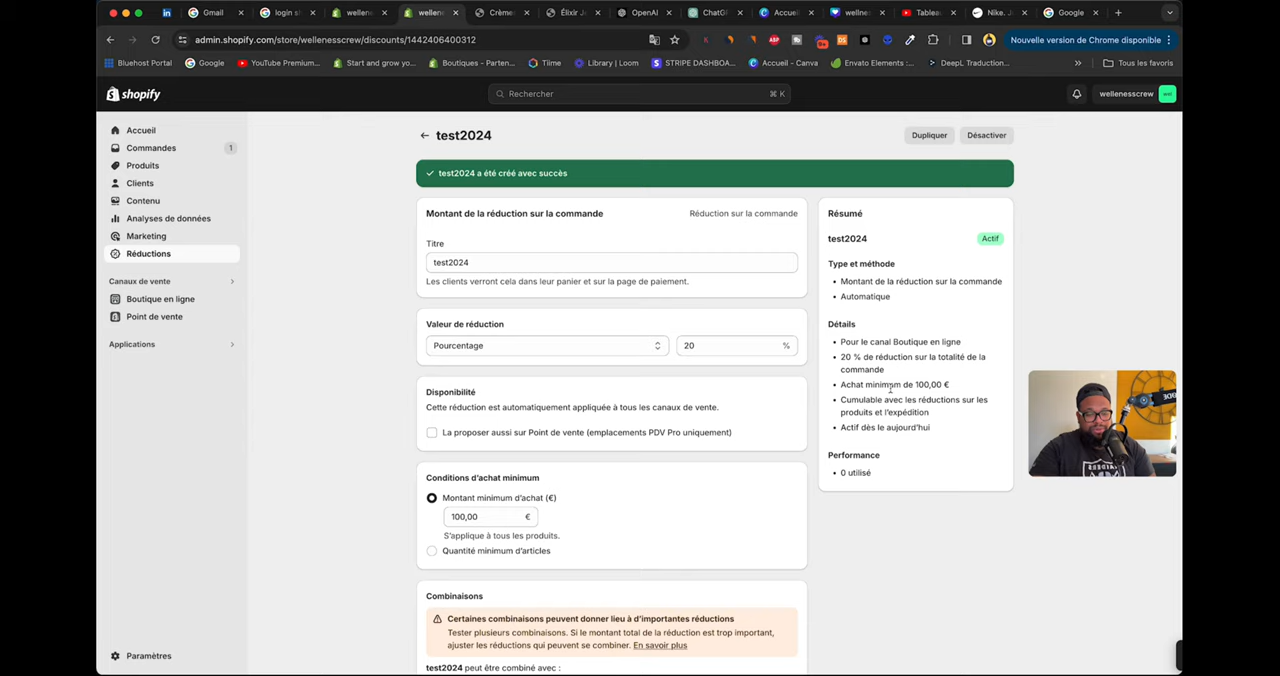 Gmail
login sh
wellene
wellen
Crème
Élixir Je
OpenAI
ChatGP
Accueil
wellnes
Tableau
Nike. Ja
Google
admin.shopify.com/store/wellenesscrew/discounts/1442406400312
Nouvelle version de Chrome disponible
Bluehost Portal
Google
YouTube Premium...
Start and grow yo...
Boutiques - Parten...
Tiime
Library | Loom
STRIPE DASHBOA...
Accueil - Canva
Envato Elements :...
DeepL Traduction...
Tous les favoris
shopify
Rechercher
⌘ K
wellenesscrew
Accueil
Commandes 1
Produits
Clients
Contenu
Analyses de données
Marketing
Réductions
Canaux de vente
Boutique en ligne
Point de vente
Applications
Paramètres
test2024
Dupliquer
Désactiver
test2024 a été créé avec succès
Montant de la réduction sur la commande
Réduction sur la commande
Titre
test2024
Les clients verront cela dans leur panier et sur la page de paiement.
Valeur de réduction
Pourcentage
20 %
Disponibilité
Cette réduction est automatiquement appliquée à tous les canaux de vente.
La proposer aussi sur Point de vente (emplacements PDV Pro uniquement)
Conditions d'achat minimum
Montant minimum d'achat (€)
100,00 €
S'applique à tous les produits.
Quantité minimum d'articles
Combinaisons
Certaines combinaisons peuvent donner lieu à d'importantes réductions
Tester plusieurs combinaisons. Si le montant total de la réduction est trop important,
ajuster les réductions qui peuvent se combiner. En savoir plus
test2024 peut être combiné avec :
Résumé
test2024
Actif
Type et méthode
• Montant de la réduction sur la commande
• Automatique
Détails
• Pour le canal Boutique en ligne
• 20 % de réduction sur la totalité de la
commande
• Achat minimum de 100,00 €
• Cumulable avec les réductions sur les
produits et l'expédition
• Actif dès le aujourd'hui
Performance
• 0 utilisé